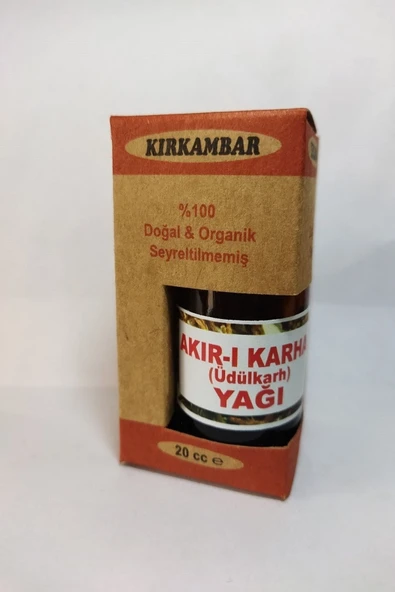 KIRKAMBAR
%100
Doğal & Organik
Seyreltilmemiş
AKIR-I KARHA
(Üdülkarh)
YAĞI
20 cc ℮